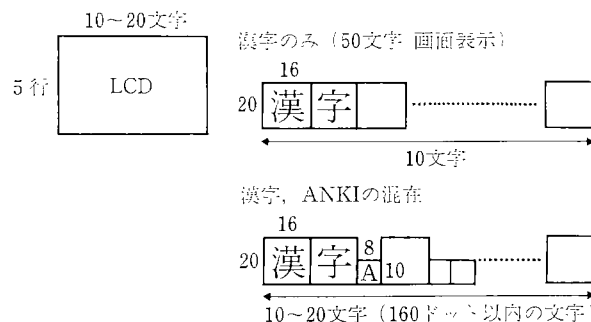 10~20文字
5行
LCD
漢字のみ (50文字 画面表示)
16
20 漢字
10文字
漢字, ANKIの混在
16
8
20 漢字 A 10
10~20文字 (160ドット以内の文字)